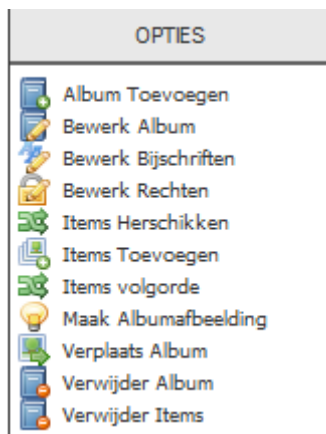 OPTIES
Album Toevoegen
Bewerk Album
Bewerk Bijschriften
Bewerk Rechten
Items Herschikken
Items Toevoegen
Items volgorde
Maak Albumafbeelding
Verplaats Album
Verwijder Album
Verwijder Items